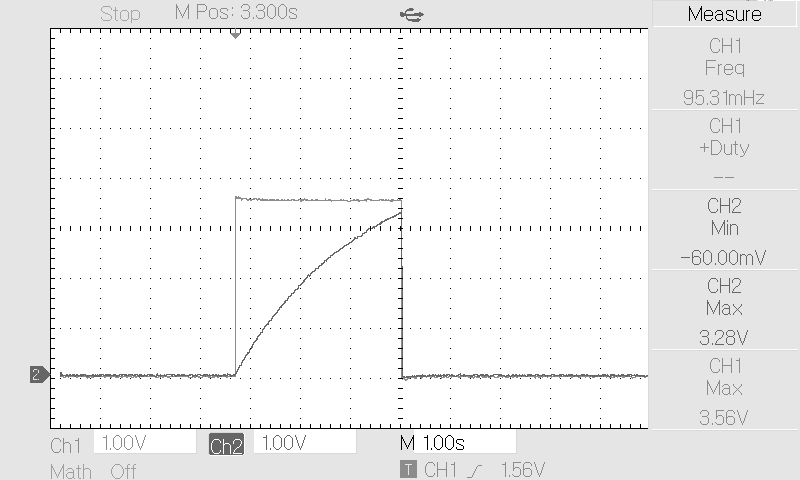 Stop M Pos: 3.300s
Measure
CH1
Freq
95.31mHz
CH1
+Duty
--
CH2
Min
-60.00mV
CH2
Max
3.28V
CH1
Max
3.56V
2
Ch1 1.00V Ch2 1.00V M 1.00s
Math Off T CH1 1.56V